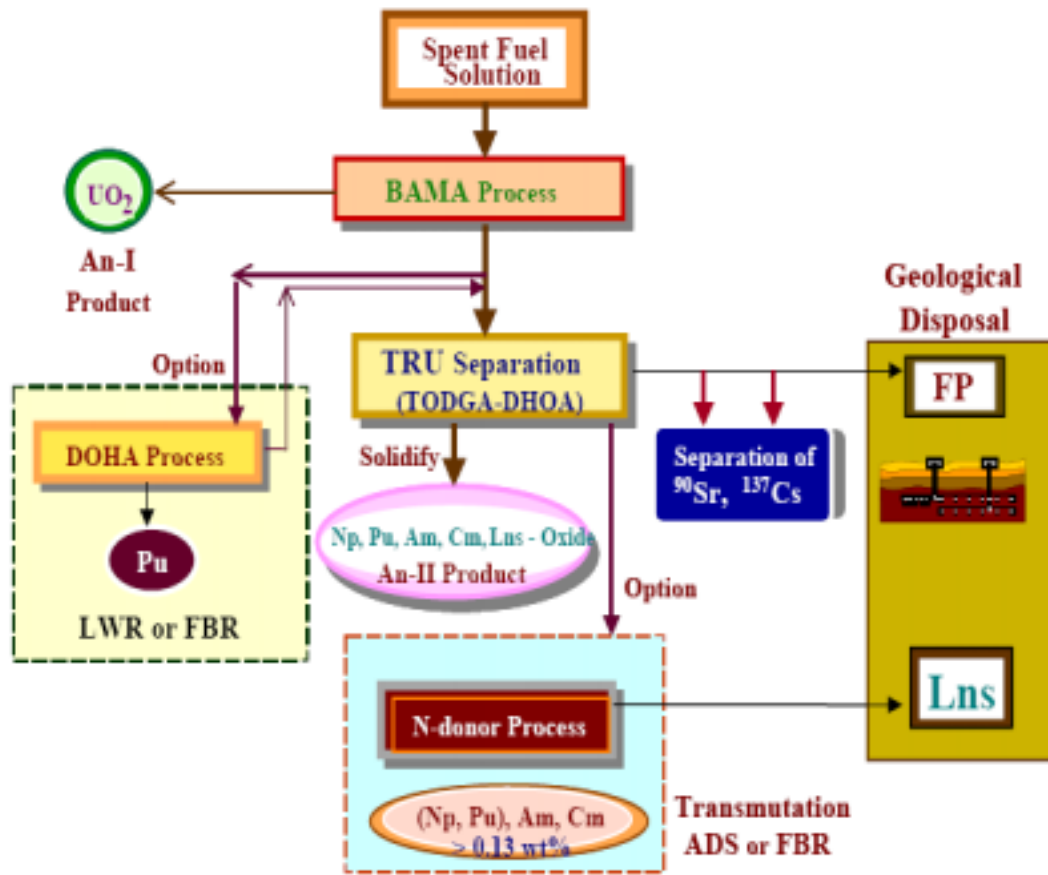 Spent Fuel
Solution
BAMA Process
UO₂
An-I
Product
Geological
Disposal
Option
TRU Separation
(TODGA-DHOA)
FP
DOHA Process
Solidify
Separation of
⁹⁰Sr, ¹³⁷Cs
Np, Pu, Am, Cm, Lns - Oxide
An-II Product
Pu
Option
LWR or FBR
Lns
N-donor Process
(Np, Pu), Am, Cm
> 0.13 wt%
Transmutation
ADS or FBR